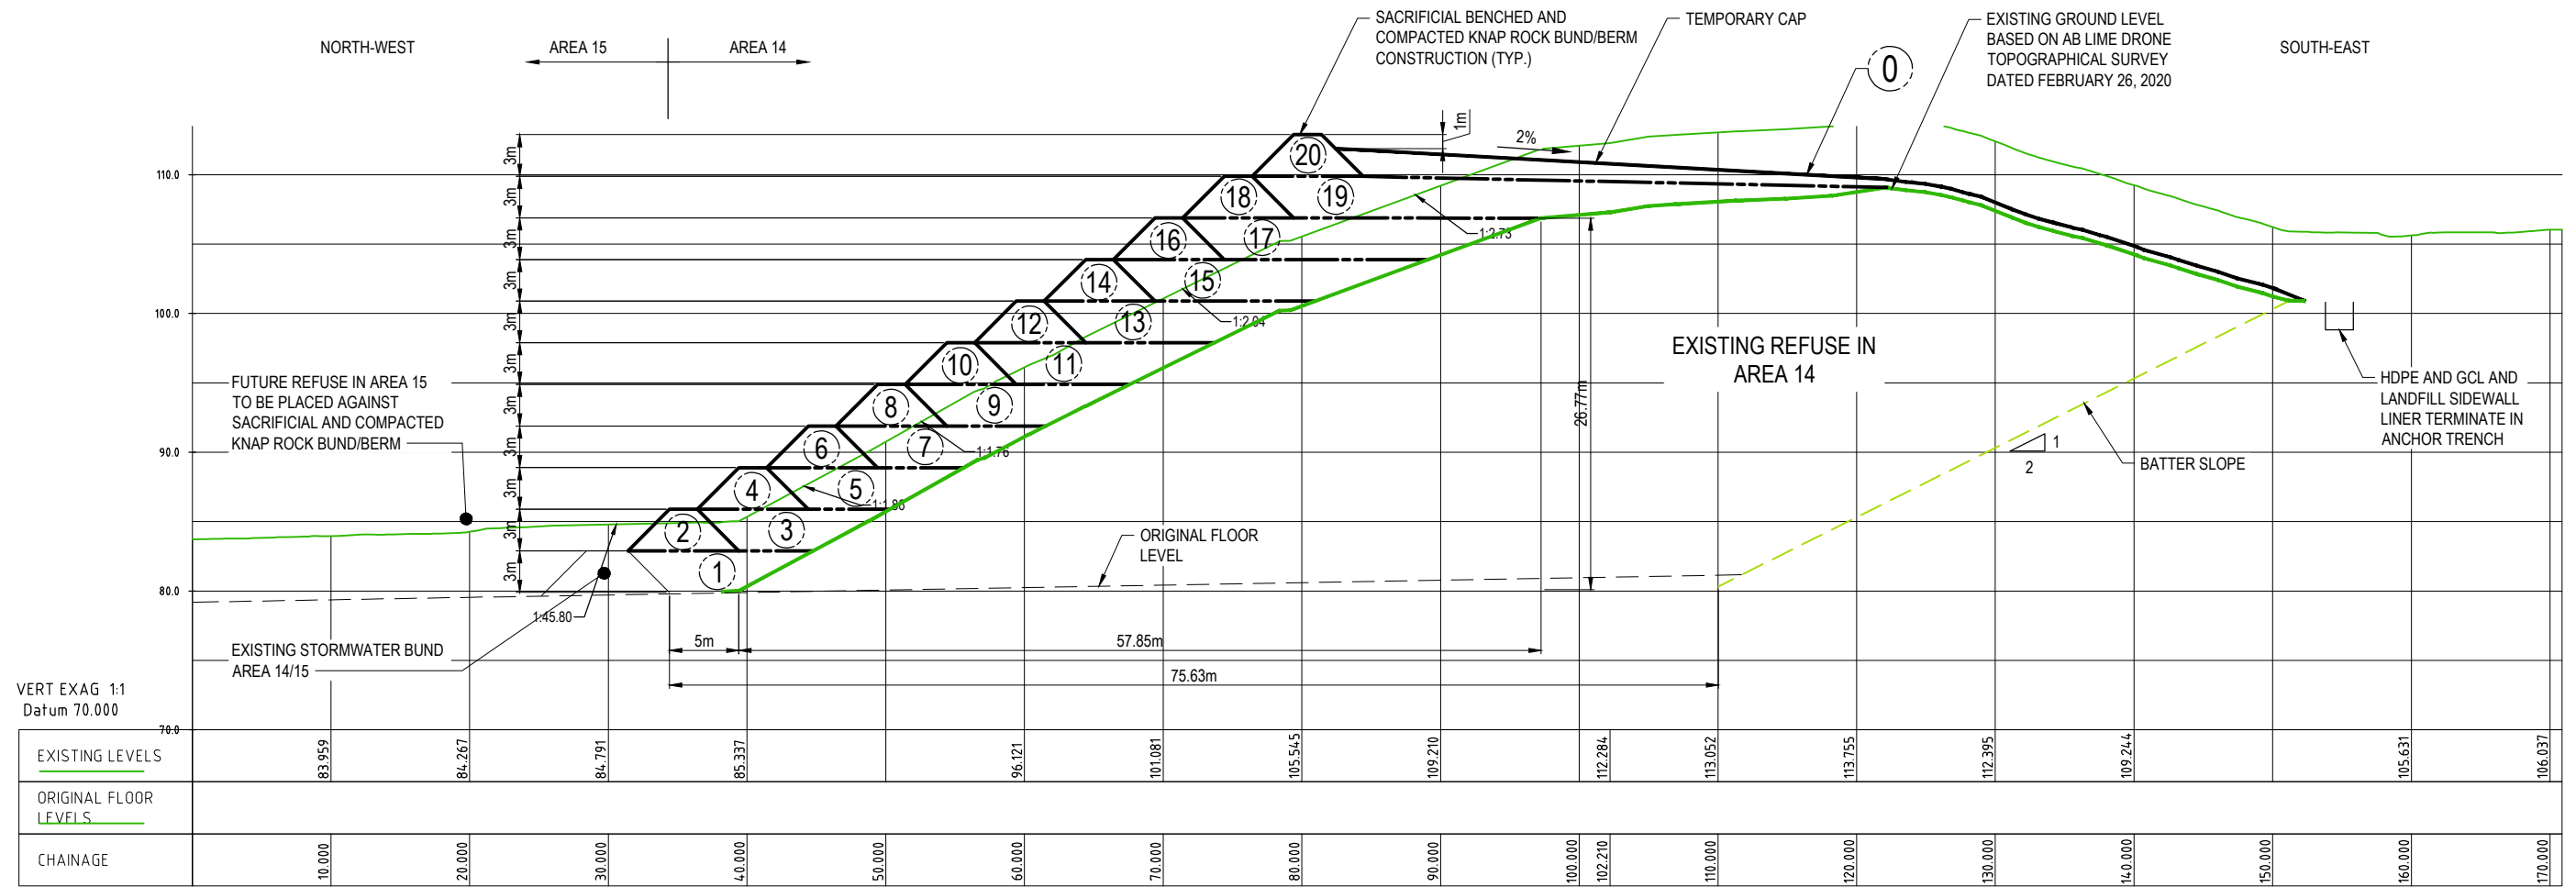 NORTH-WEST
AREA 15
AREA 14
SACRIFICIAL BENCHED AND
COMPACTED KNAP ROCK BUND/BERM
CONSTRUCTION (TYP.)
TEMPORARY CAP
0
EXISTING GROUND LEVEL
BASED ON AB LIME DRONE
TOPOGRAPHICAL SURVEY
DATED FEBRUARY 26, 2020
SOUTH-EAST
1m
2%
3m
3m
3m
3m
3m
3m
3m
3m
3m
3m
3m
110.0
100.0
90.0
80.0
70.0
20
18
19
16
17
14
15
12
13
10
11
8
9
6
7
4
5
2
3
1
1:2.73
1:2.04
1:1.76
1:1.86
1:45.80
26.77m
EXISTING REFUSE IN
AREA 14
FUTURE REFUSE IN AREA 15
TO BE PLACED AGAINST
SACRIFICIAL AND COMPACTED
KNAP ROCK BUND/BERM
HDPE AND GCL AND
LANDFILL SIDEWALL
LINER TERMINATE IN
ANCHOR TRENCH
1
2
BATTER SLOPE
ORIGINAL FLOOR
LEVEL
5m
57.85m
75.63m
EXISTING STORMWATER BUND
AREA 14/15
VERT EXAG 1:1
Datum 70.000
EXISTING LEVELS
83.959
84.267
84.791
85.337
96.121
101.081
105.545
109.210
112.284
113.052
113.755
112.395
109.244
105.631
106.037
ORIGINAL FLOOR
LEVELS
CHAINAGE
10.000
20.000
30.000
40.000
50.000
60.000
70.000
80.000
90.000
100.000
102.210
110.000
120.000
130.000
140.000
150.000
160.000
170.000